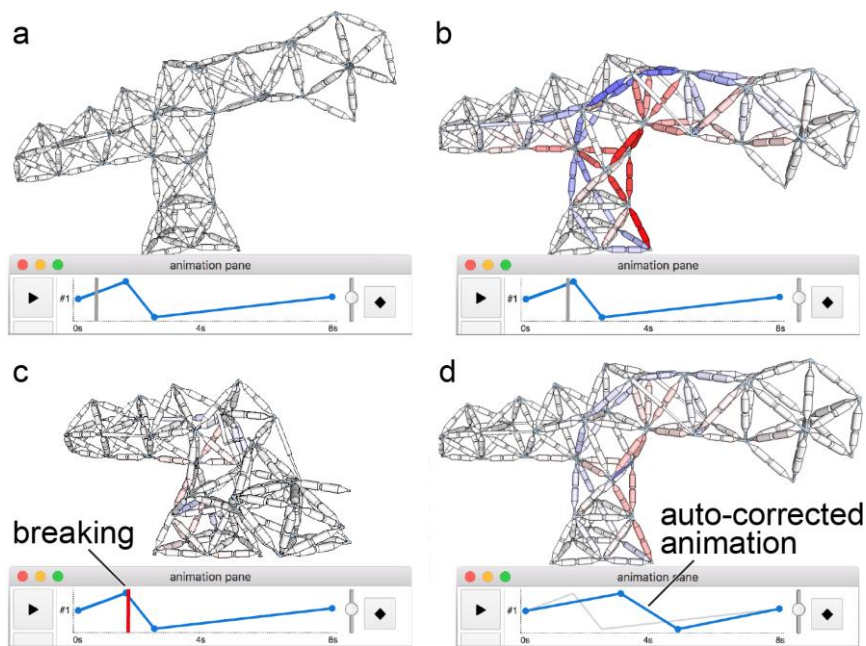 a
b
animation pane
#1
0s
4s
8s
animation pane
#1
0s
4s
8s
c
d
breaking
auto-corrected
animation
animation pane
#1
0s
4s
8s
animation pane
#1
0s
4s
8s